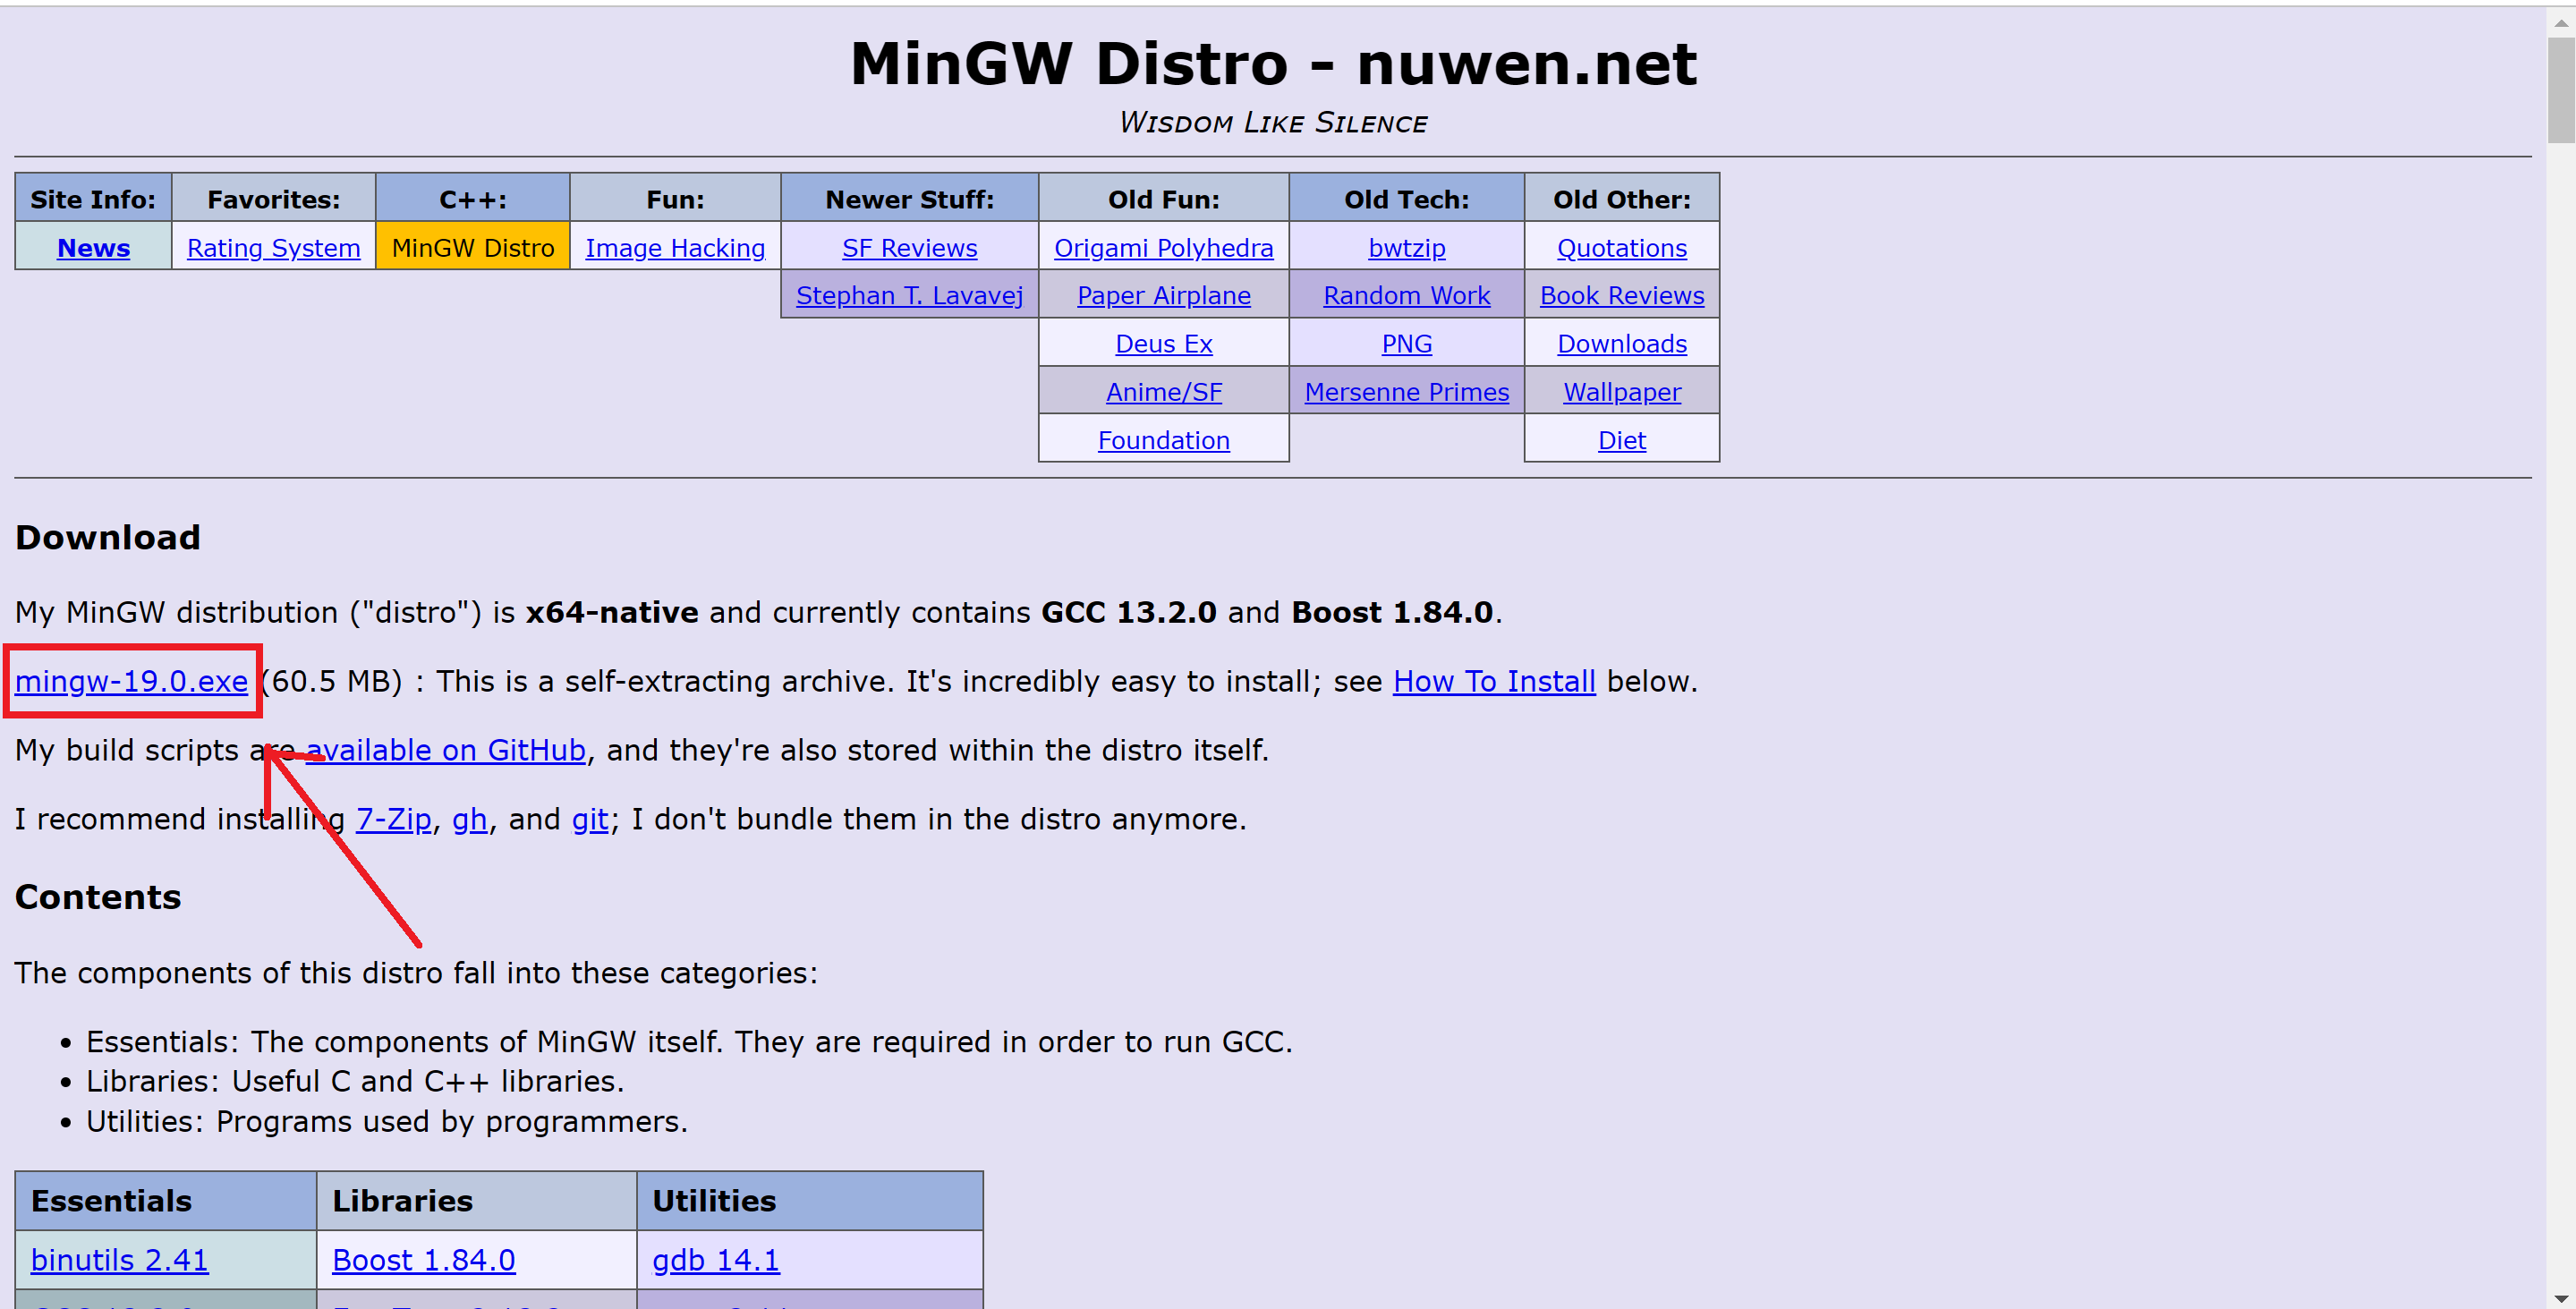 MinGW Distro - nuwen.net
Wisdom Like Silence
Site Info: Favorites: C++: Fun: Newer Stuff: Old Fun: Old Tech: Old Other:
News Rating System MinGW Distro Image Hacking SF Reviews Origami Polyhedra bwtzip Quotations
Stephan T. Lavavej Paper Airplane Random Work Book Reviews
Deus Ex PNG Downloads
Anime/SF Mersenne Primes Wallpaper
Foundation Diet
Download
My MinGW distribution ("distro") is x64-native and currently contains GCC 13.2.0 and Boost 1.84.0.
mingw-19.0.exe (60.5 MB) : This is a self-extracting archive. It's incredibly easy to install; see How To Install below.
My build scripts are available on GitHub, and they're also stored within the distro itself.
I recommend installing 7-Zip, gh, and git; I don't bundle them in the distro anymore.
Contents
The components of this distro fall into these categories:
• Essentials: The components of MinGW itself. They are required in order to run GCC.
• Libraries: Useful C and C++ libraries.
• Utilities: Programs used by programmers.
Essentials Libraries Utilities
binutils 2.41 Boost 1.84.0 gdb 14.1